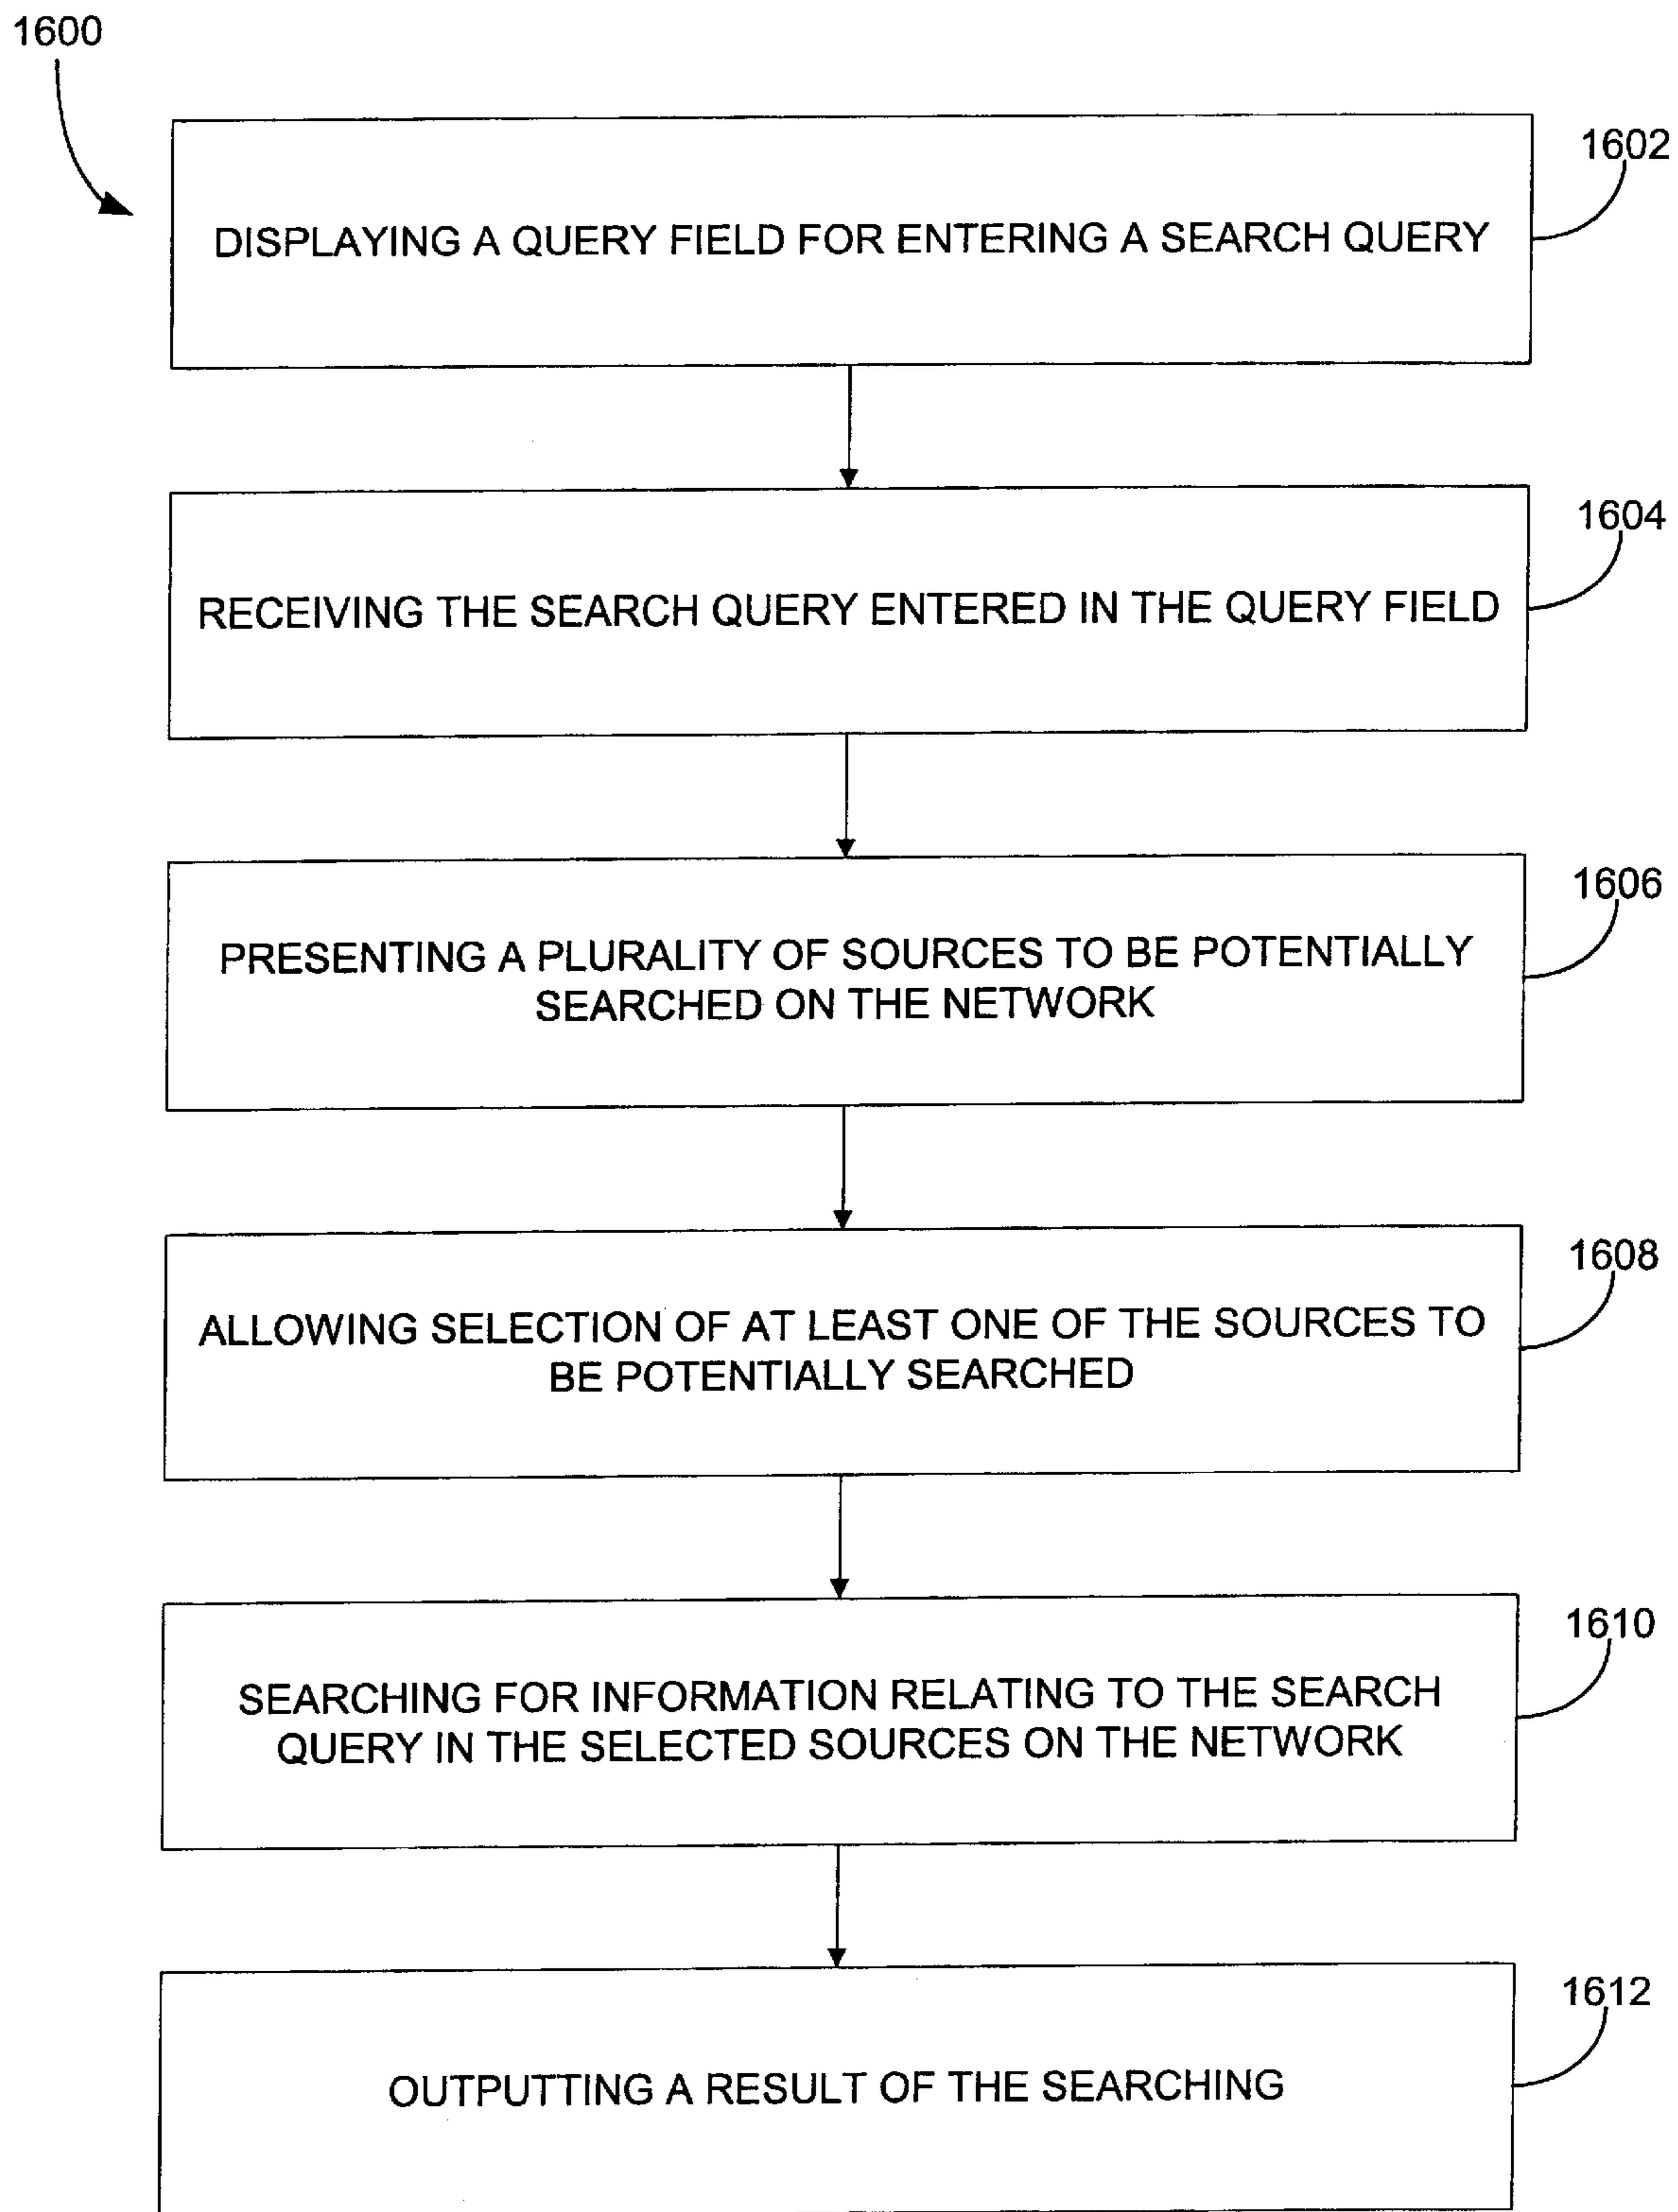 1600
1602
DISPLAYING A QUERY FIELD FOR ENTERING A SEARCH QUERY
1604
RECEIVING THE SEARCH QUERY ENTERED IN THE QUERY FIELD
1606
PRESENTING A PLURALITY OF SOURCES TO BE POTENTIALLY
SEARCHED ON THE NETWORK
1608
ALLOWING SELECTION OF AT LEAST ONE OF THE SOURCES TO
BE POTENTIALLY SEARCHED
1610
SEARCHING FOR INFORMATION RELATING TO THE SEARCH
QUERY IN THE SELECTED SOURCES ON THE NETWORK
1612
OUTPUTTING A RESULT OF THE SEARCHING